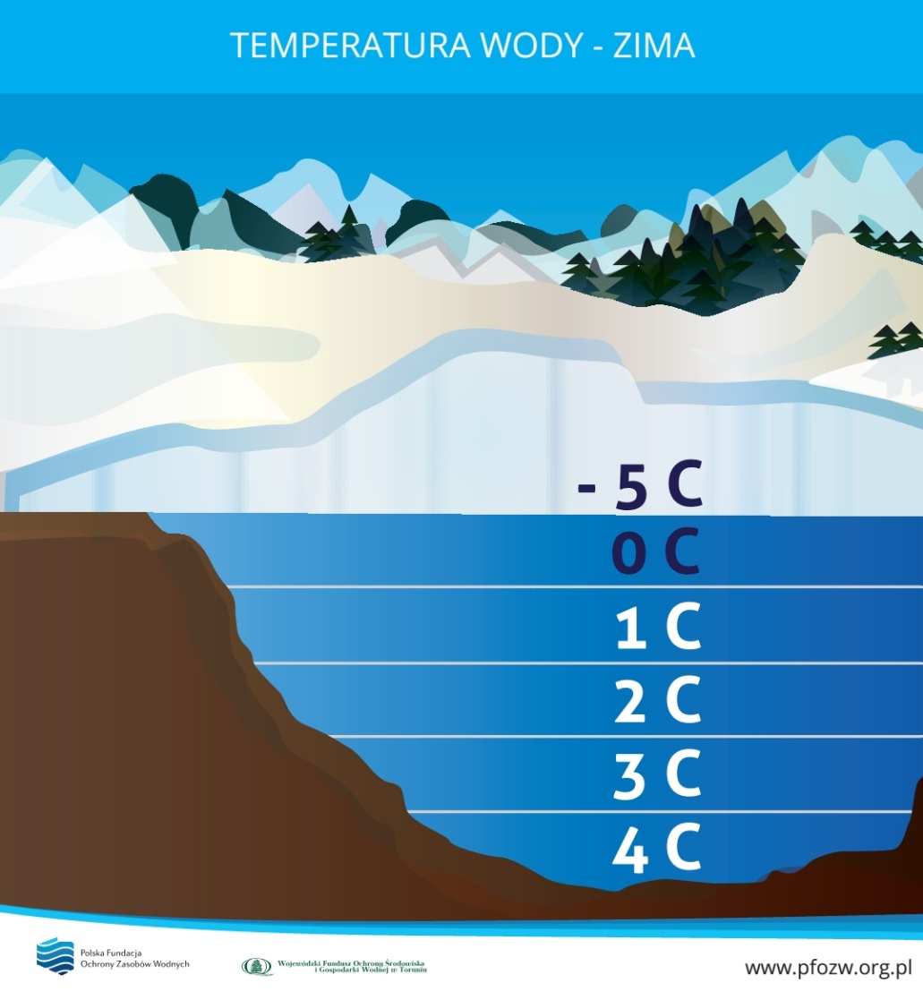 TEMPERATURA WODY - ZIMA
- 5 C
0 C
1 C
2 C
3 C
4 C
Polska Fundacja
Ochrony Zasobów Wodnych
Wojewódzki Fundusz Ochrony Środowiska
i Gospodarki Wodnej w Toruniu
www.pfozw.org.pl